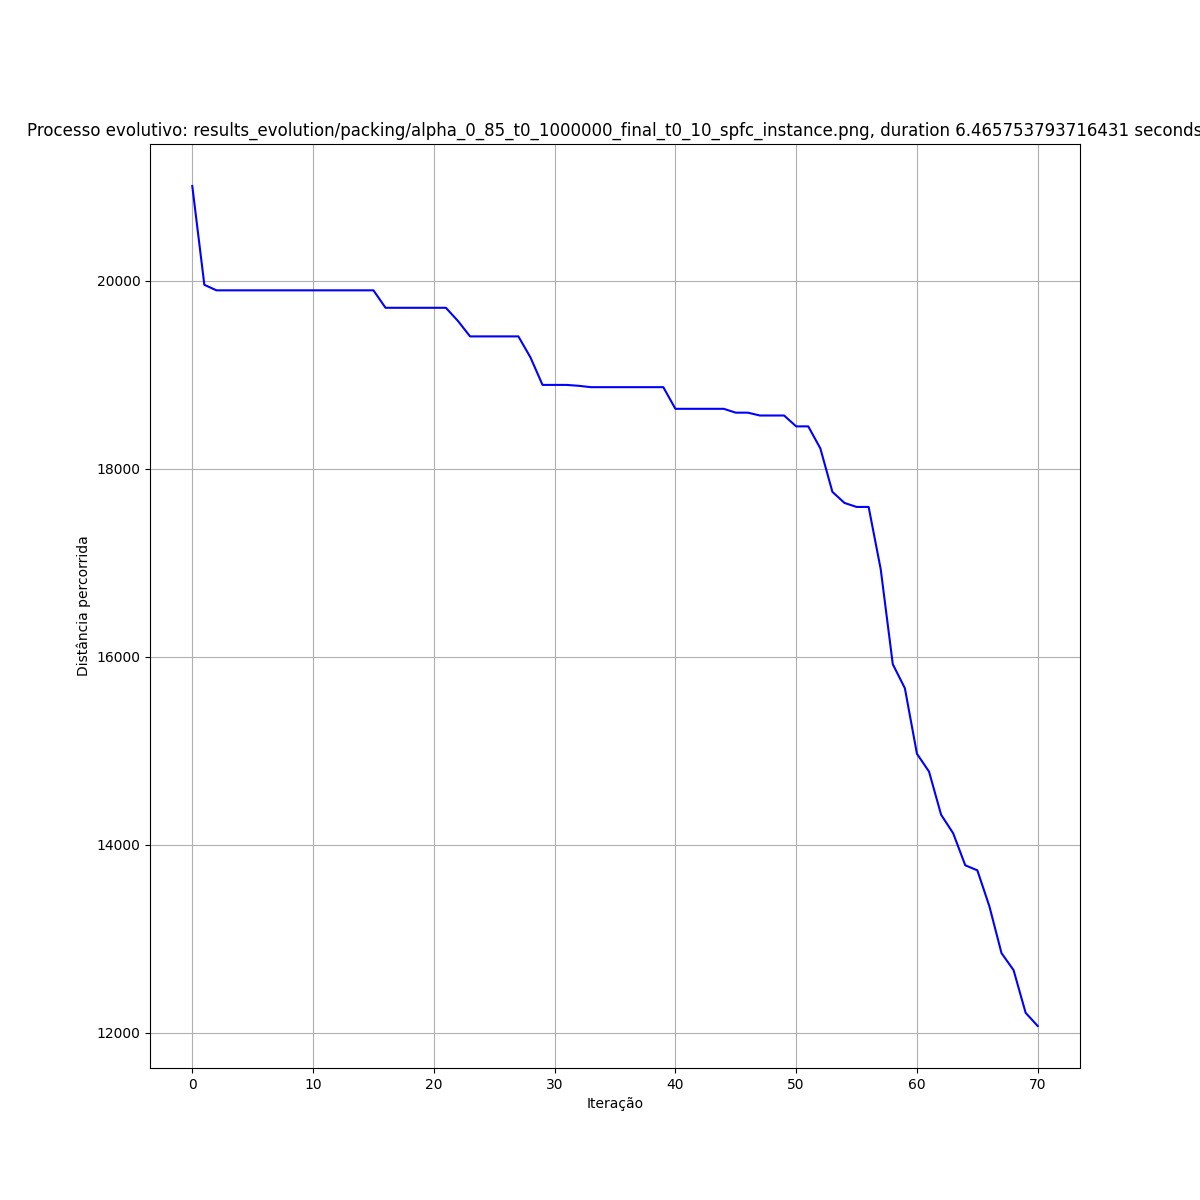 Processo evolutivo: results_evolution/packing/alpha_0_85_t0_1000000_final_t0_10_spfc_instance.png, duration 6.465753793716431 seconds
20000
18000
16000
14000
12000
Distância percorrida
0 10 20 30 40 50 60 70
Iteração